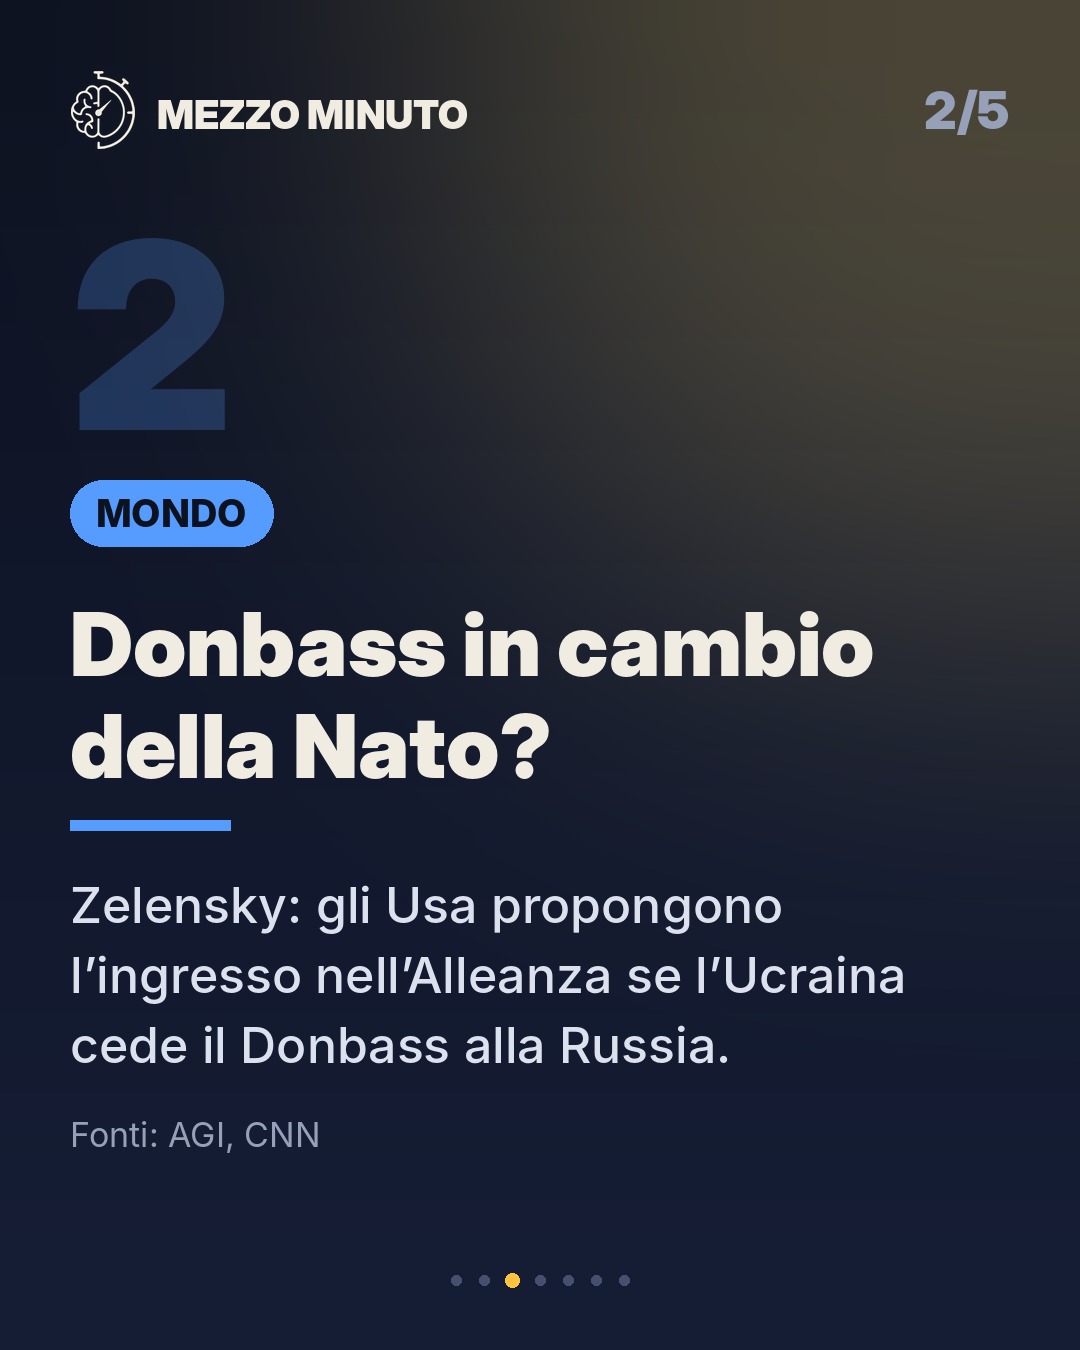 MEZZO MINUTO
2/5
2
MONDO
Donbass in cambio
della Nato?
Zelensky: gli Usa propongono
l’ingresso nell’Alleanza se l’Ucraina
cede il Donbass alla Russia.
Fonti: AGI, CNN